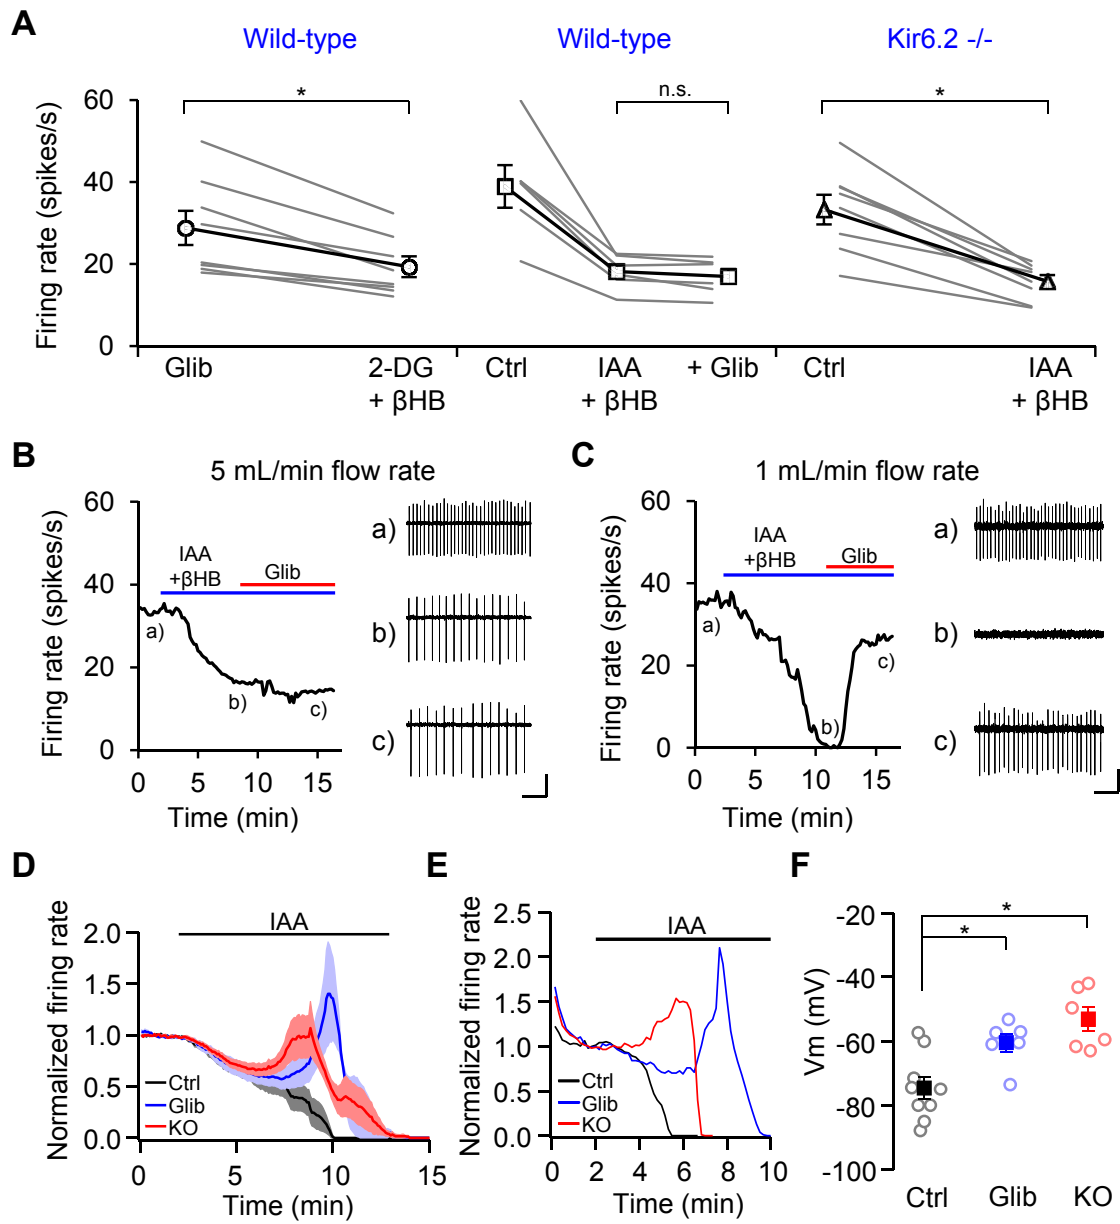 A
Wild-type
Wild-type
Kir6.2 -/-
Firing rate (spikes/s)
60
40
20
0
*
n.s.
*
Glib
2-DG
+ βHB
Ctrl
IAA
+ βHB
+ Glib
Ctrl
IAA
+ βHB
B
5 mL/min flow rate
Firing rate (spikes/s)
60
40
20
0
IAA
+βHB
Glib
a)
b)
c)
0
5
10
15
Time (min)
a)
b)
c)
C
1 mL/min flow rate
Firing rate (spikes/s)
60
40
20
0
IAA
+βHB
Glib
a)
b)
c)
0
5
10
15
Time (min)
a)
b)
c)
D
Normalized firing rate
2.0
1.5
1.0
0.5
0.0
IAA
Ctrl
Glib
KO
0
5
10
15
Time (min)
E
Normalized firing rate
2.5
2.0
1.5
1.0
0.5
0.0
IAA
Ctrl
Glib
KO
0
2
4
6
8
10
Time (min)
F
Vm (mV)
-20
-40
-60
-80
-100
*
*
Ctrl
Glib
KO